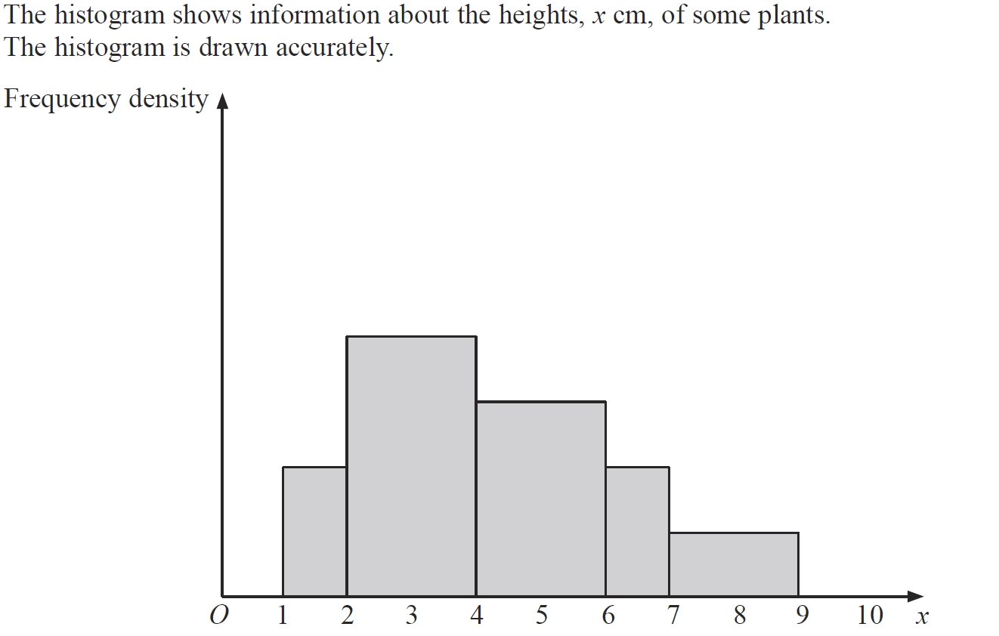 The histogram shows information about the heights, x cm, of some plants.
The histogram is drawn accurately.
Frequency density
O 1 2 3 4 5 6 7 8 9 10 x